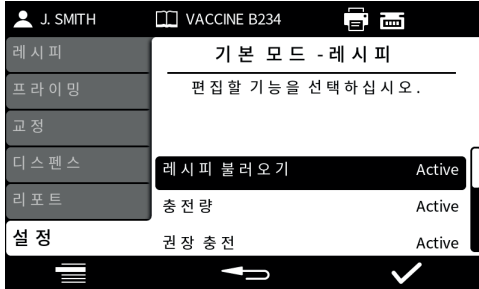 J. SMITH
VACCINE B234
레시피
프라이밍
교정
디스펜스
리포트
설정
기본 모드 - 레시피
편집할 기능을 선택하십시오.
레시피 불러오기 Active
충전량 Active
권장 충전 Active